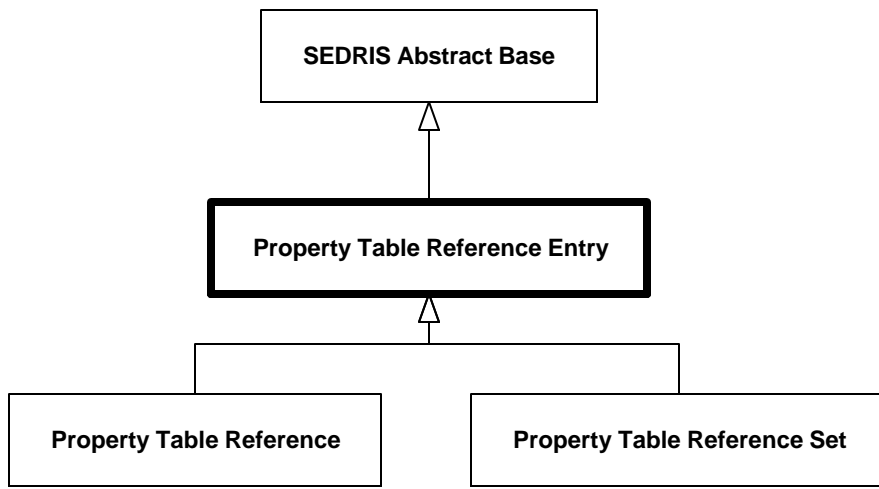 SEDRIS Abstract Base
Property Table Reference Entry
Property Table Reference
Property Table Reference Set